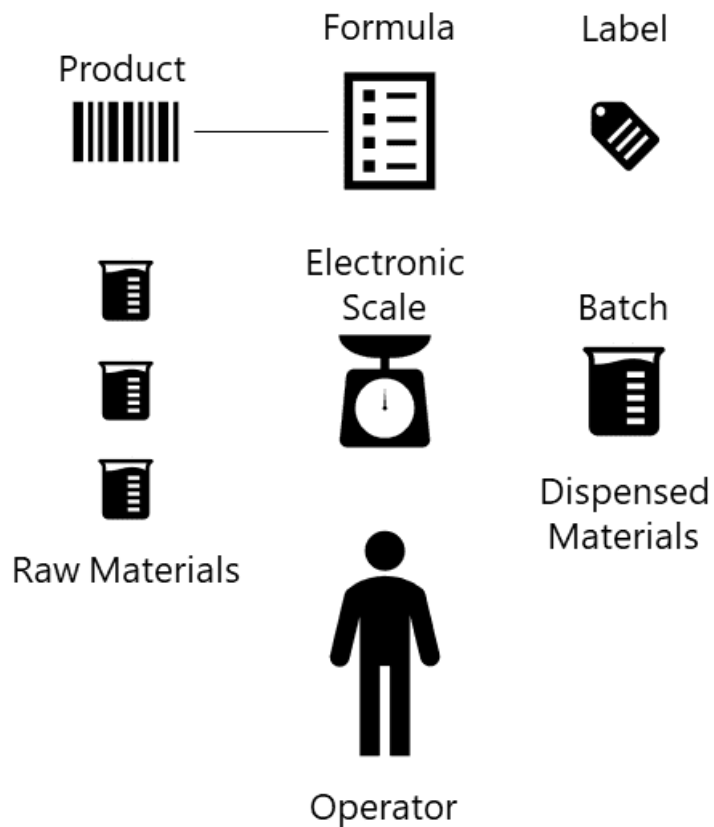 Product
Formula
Label
Electronic
Scale
Batch
Raw Materials
Dispensed
Materials
Operator